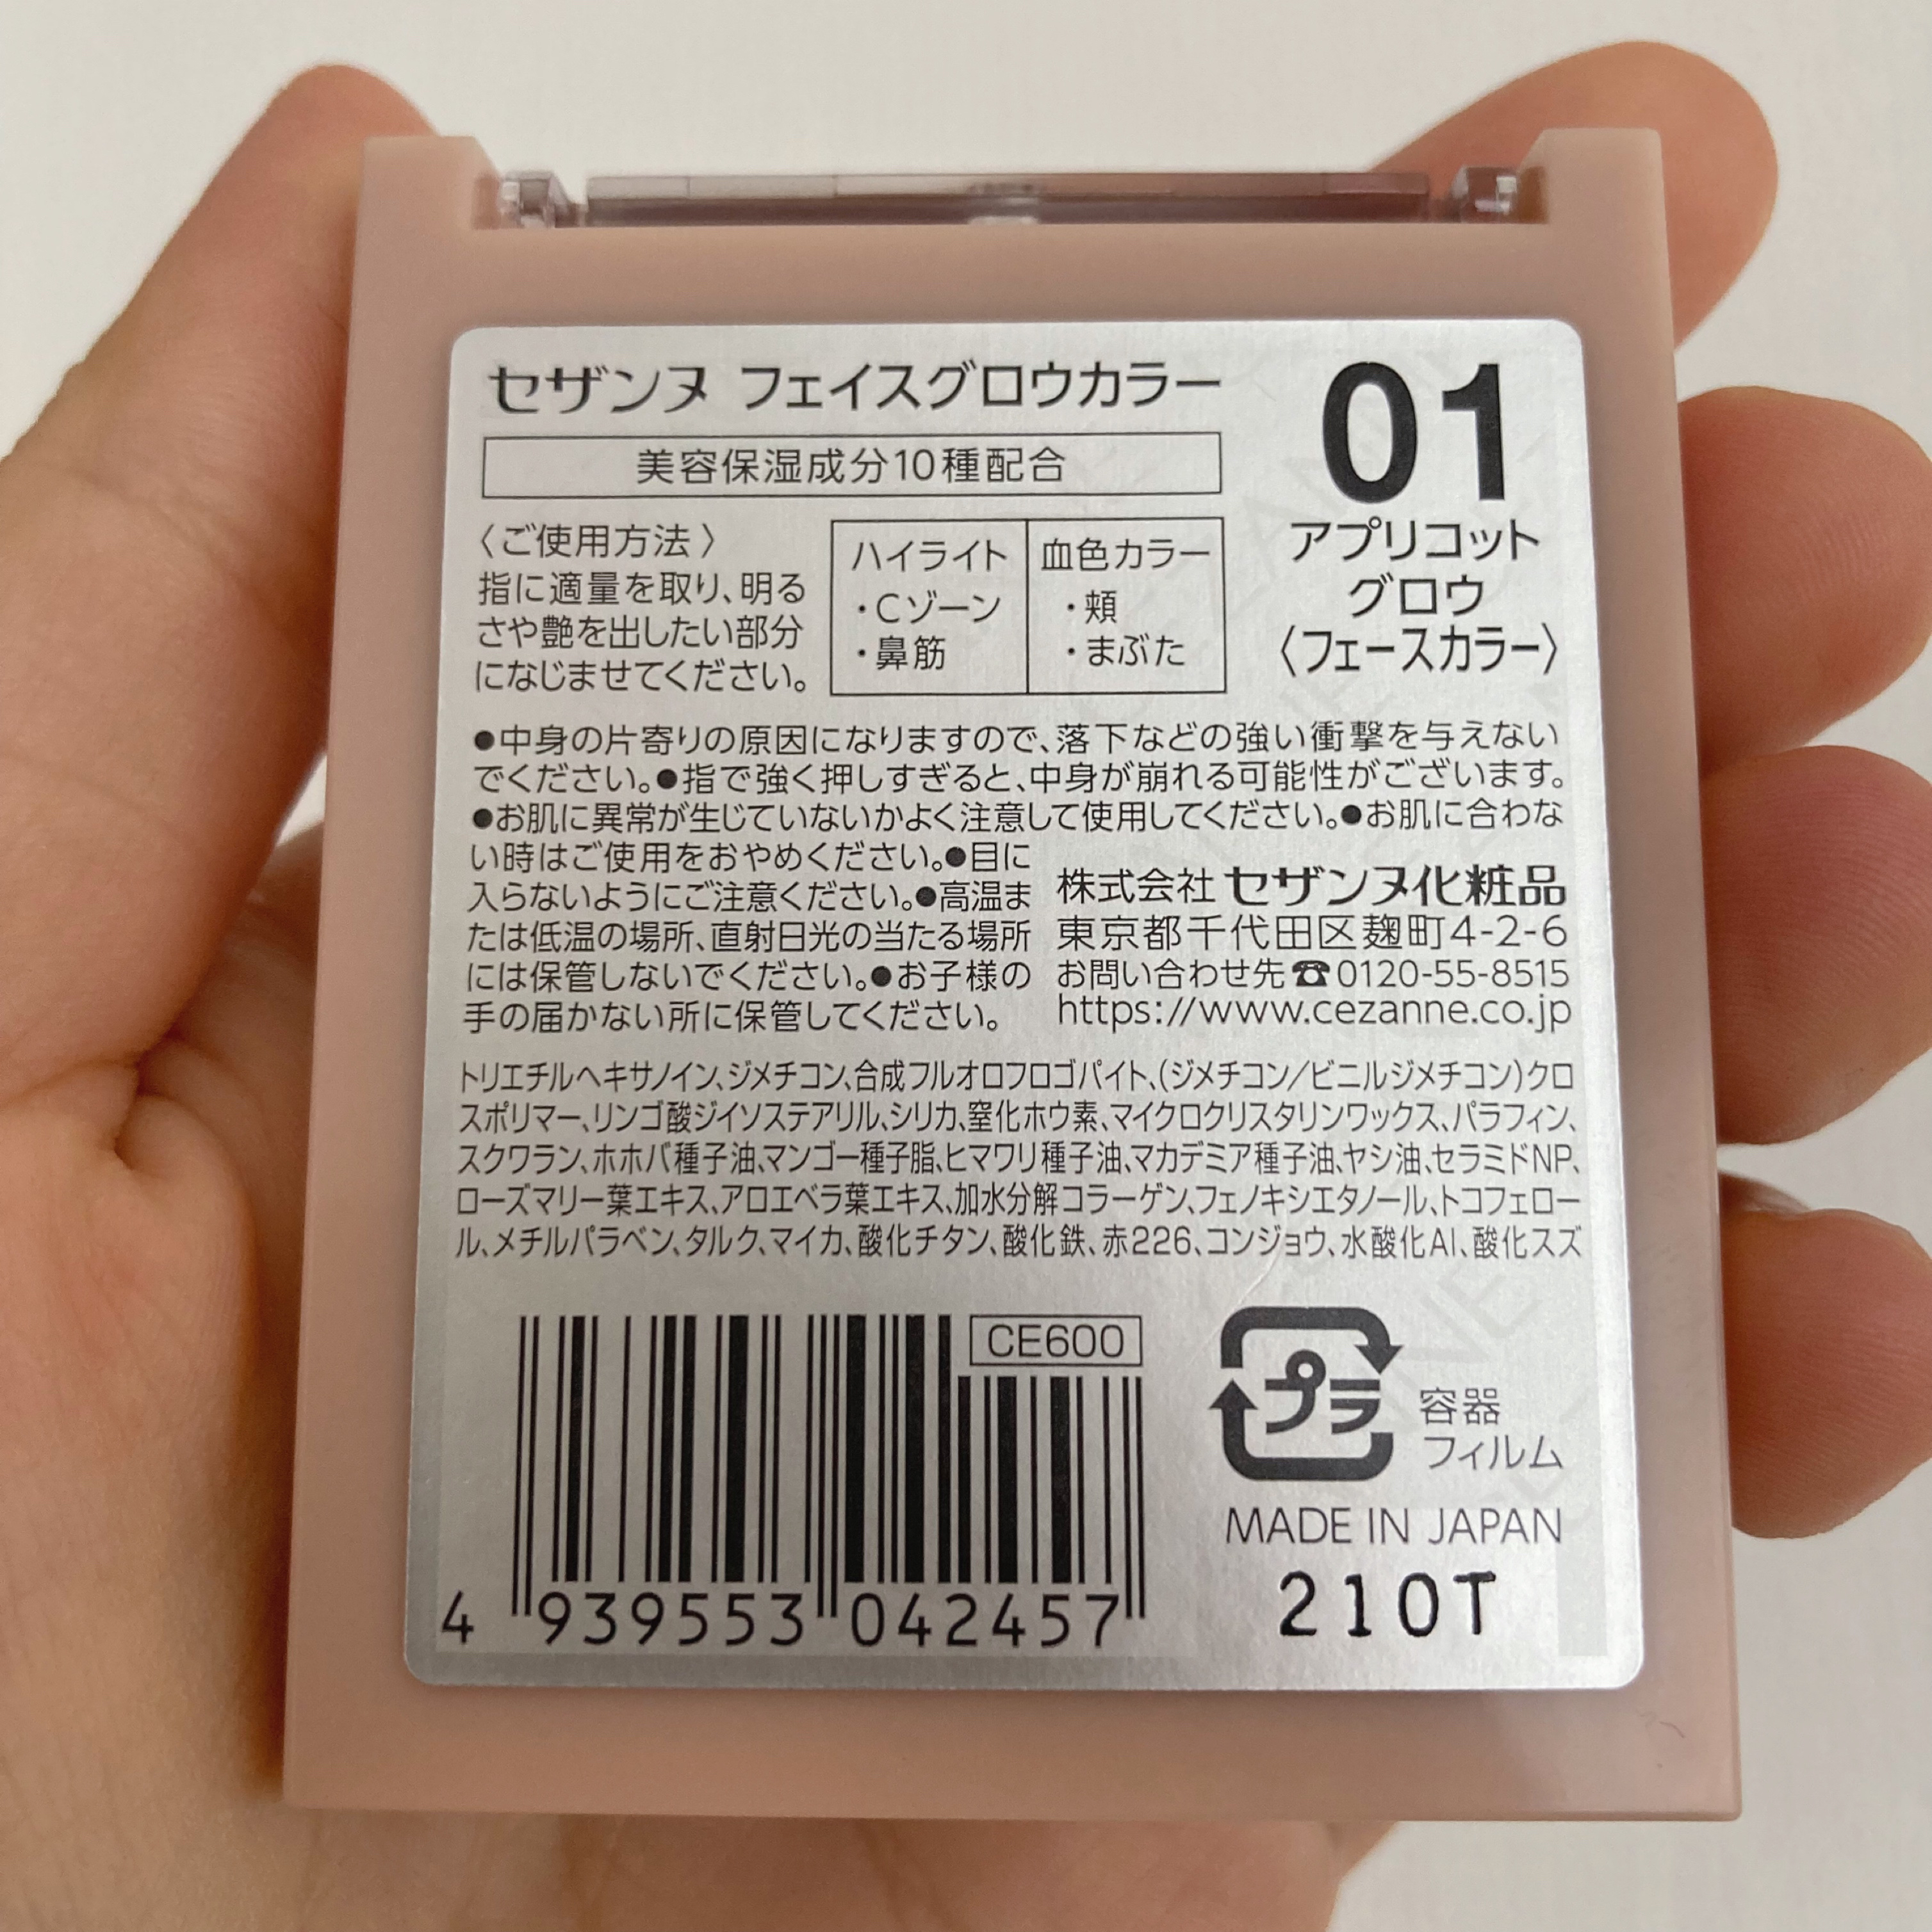 セザンヌ フェイスグロウカラー
美容保湿成分10種配合
01
アプリコット
グロウ
〈フェースカラー〉
〈ご使用方法〉
指に適量を取り、明る
さや艶を出したい部分
になじませてください。
ハイライト
・Cゾーン
・鼻筋
血色カラー
・頬
・まぶた
●中身の片寄りの原因になりますので、落下などの強い衝撃を与えない
でください。●指で強く押しすぎると、中身が崩れる可能性がございます。
●お肌に異常が生じていないかよく注意して使用してください。●お肌に合わな
い時はご使用をおやめください。●目に
入らないようにご注意ください。●高温ま
たは低温の場所、直射日光の当たる場所
には保管しないでください。●お子様の
手の届かない所に保管してください。
株式会社 セザンヌ化粧品
東京都千代田区麹町4-2-6
お問い合わせ先☎0120-55-8515
https://www.cezanne.co.jp
トリエチルヘキサノイン、ジメチコン、合成フルオロフロゴパイト、(ジメチコン/ビニルジメチコン)クロ
スポリマー、リンゴ酸ジイソステアリル、シリカ、窒化ホウ素、マイクロクリスタリンワックス、パラフィン、
スクワラン、ホホバ種子油、マンゴー種子脂、ヒマワリ種子油、マカデミア種子油、ヤシ油、セラミドNP、
ローズマリー葉エキス、アロエベラ葉エキス、加水分解コラーゲン、フェノキシエタノール、トコフェロー
ル、メチルパラベン、タルク、マイカ、酸化チタン、酸化鉄、赤226、コンジョウ、水酸化Al、酸化スズ
CE600
4 939553 042457
プラ
容器
フィルム
MADE IN JAPAN
210T